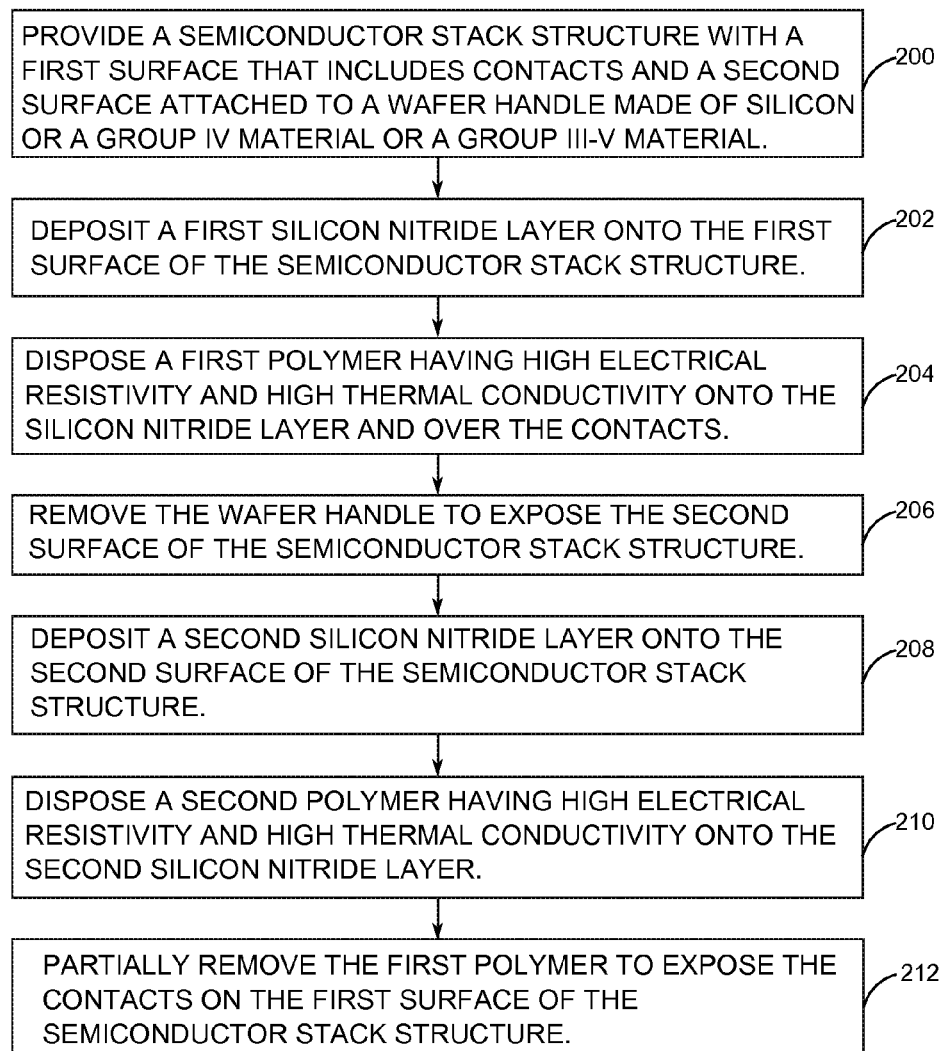 PROVIDE A SEMICONDUCTOR STACK STRUCTURE WITH A
FIRST SURFACE THAT INCLUDES CONTACTS AND A SECOND
SURFACE ATTACHED TO A WAFER HANDLE MADE OF SILICON
OR A GROUP IV MATERIAL OR A GROUP III-V MATERIAL.
200
DEPOSIT A FIRST SILICON NITRIDE LAYER ONTO THE FIRST
SURFACE OF THE SEMICONDUCTOR STACK STRUCTURE.
202
DISPOSE A FIRST POLYMER HAVING HIGH ELECTRICAL
RESISTIVITY AND HIGH THERMAL CONDUCTIVITY ONTO THE
SILICON NITRIDE LAYER AND OVER THE CONTACTS.
204
REMOVE THE WAFER HANDLE TO EXPOSE THE SECOND
SURFACE OF THE SEMICONDUCTOR STACK STRUCTURE.
206
DEPOSIT A SECOND SILICON NITRIDE LAYER ONTO THE
SECOND SURFACE OF THE SEMICONDUCTOR STACK
STRUCTURE.
208
DISPOSE A SECOND POLYMER HAVING HIGH ELECTRICAL
RESISTIVITY AND HIGH THERMAL CONDUCTIVITY ONTO THE
SECOND SILICON NITRIDE LAYER.
210
PARTIALLY REMOVE THE FIRST POLYMER TO EXPOSE THE
CONTACTS ON THE FIRST SURFACE OF THE
SEMICONDUCTOR STACK STRUCTURE.
212